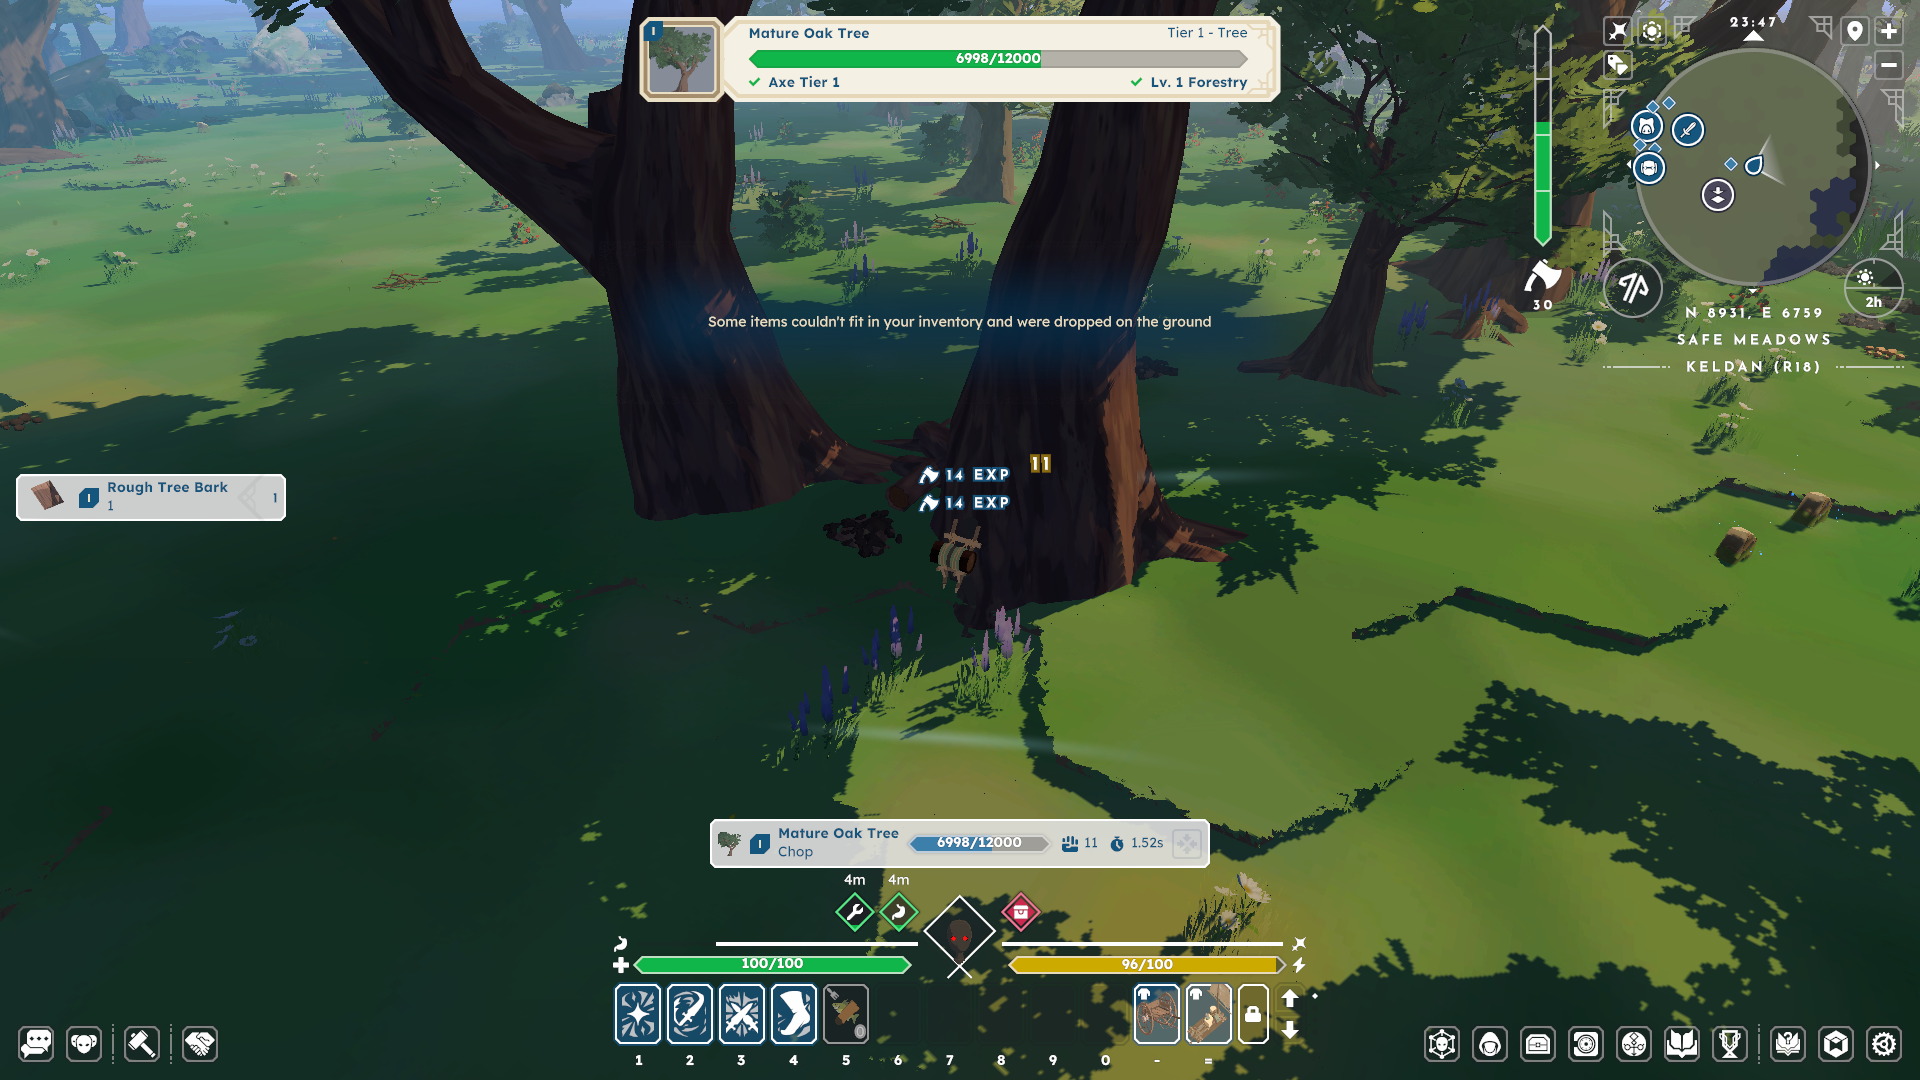 I
Mature Oak Tree
Tier 1 - Tree
6998/12000
Axe Tier 1
Lv. 1 Forestry
23:47
30
2h
N 8931, E 6759
SAFE MEADOWS
KELDAN (R18)
Some items couldn't fit in your inventory and were dropped on the ground
I
Rough Tree Bark
1
1
11
14 EXP
14 EXP
I
Mature Oak Tree
Chop
6998/12000
11
1.52s
4m
4m
100/100
96/100
0
1
2
3
4
5
6
7
8
9
0
-
=